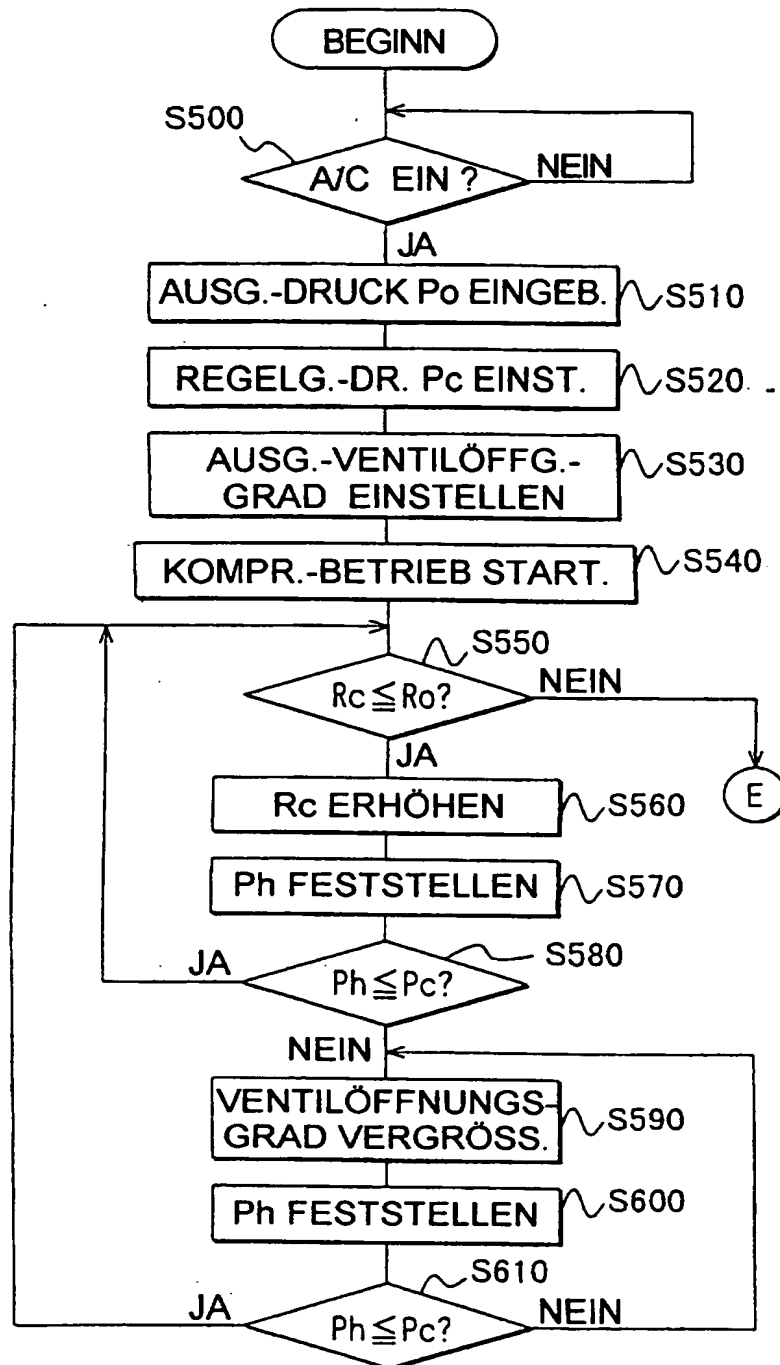 BEGINN
S500
A/C EIN ?
NEIN
JA
AUSG.-DRUCK Po EINGEB.
S510
REGELG.-DR. Pc EINST.
S520
AUSG.-VENTILÖFFG.-
GRAD EINSTELLEN
S530
KOMPR.-BETRIEB START.
S540
S550
Rc ≦ Ro?
NEIN
JA
E
Rc ERHÖHEN
S560
Ph FESTSTELLEN
S570
S580
JA
Ph ≦ Pc?
NEIN
VENTILÖFFNUNGS-
GRAD VERGRÖSS.
S590
Ph FESTSTELLEN
S600
S610
JA
Ph ≦ Pc?
NEIN